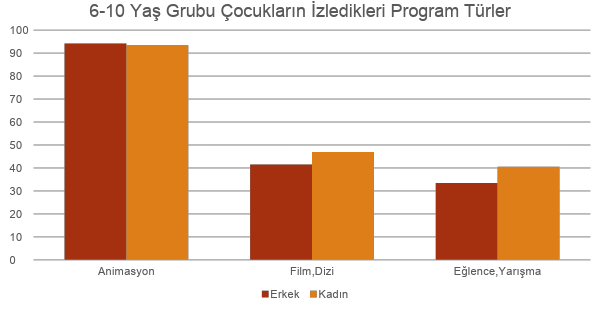 6-10 Yaş Grubu Çocukların İzledikleri Program Türler
100
90
80
70
60
50
40
30
20
10
0
Animasyon
Film,Dizi
Eğlence,Yarışma
Erkek Kadın